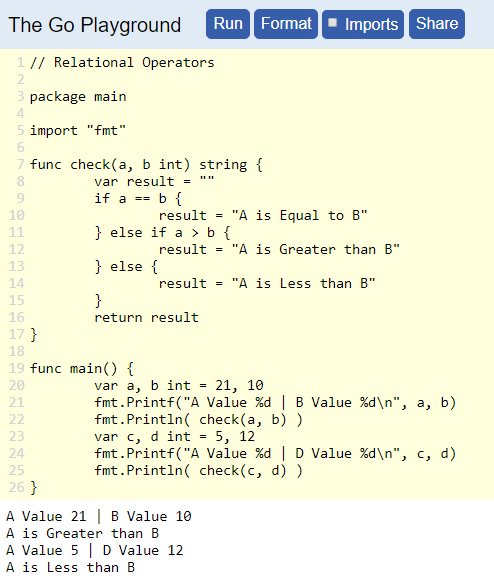 The Go Playground Run Format Imports Share
1 // Relational Operators
2
3 package main
4
5 import "fmt"
6
7 func check(a, b int) string {
8 var result = ""
9 if a == b {
10 result = "A is Equal to B"
11 } else if a > b {
12 result = "A is Greater than B"
13 } else {
14 result = "A is Less than B"
15 }
16 return result
17 }
18
19 func main() {
20 var a, b int = 21, 10
21 fmt.Printf("A Value %d | B Value %d\n", a, b)
22 fmt.Println( check(a, b) )
23 var c, d int = 5, 12
24 fmt.Printf("A Value %d | D Value %d\n", c, d)
25 fmt.Println( check(c, d) )
26 }
A Value 21 | B Value 10
A is Greater than B
A Value 5 | D Value 12
A is Less than B